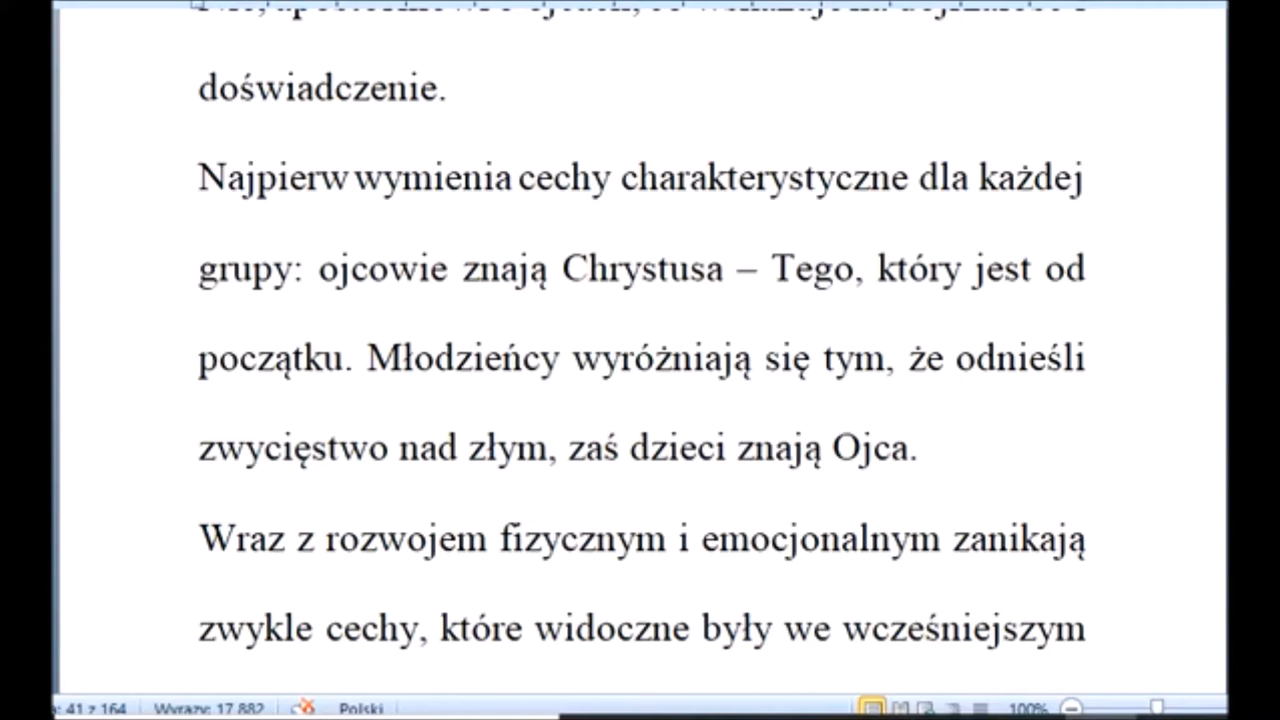 doświadczenie.
Najpierw wymienia cechy charakterystyczne dla każdej
grupy: ojcowie znają Chrystusa – Tego, który jest od
początku. Młodzieńcy wyróżniają się tym, że odnieśli
zwycięstwo nad złym, zaś dzieci znają Ojca.
Wraz z rozwojem fizycznym i emocjonalnym zanikają
zwykle cechy, które widoczne były we wcześniejszym
41 z 164 Wyrazy: 17 882 Polski 100%